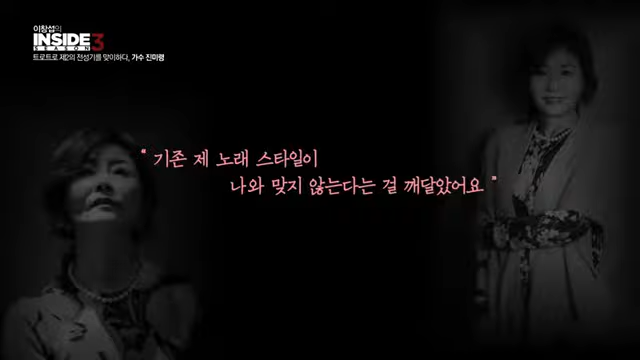 이창섭의
INSIDE 3
SEASON
트로트로 제2의 전성기를 맞이하다, 가수 진미령
" 기존 제 노래 스타일이
나와 맞지 않는다는 걸 깨달았어요 "